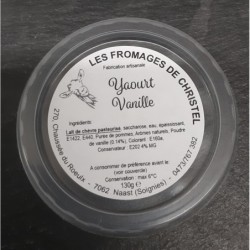 LES FROMAGES DE CHRISTEL
Fabrication artisanale
Yaourt
Vanille
Ingrédients:
Lait de chèvre pasteurisé, saccharose, eau, épaississant,
E1422, E440, Purée de pommes, Arômes naturels, Poudre
de vanille (0.14%), Colorant : E160a
Conservateur : E202 4% MG
A consommer de préférence avant le:
(voir couvercle)
Conservation : max 6°C
130g e
270, Chaussée du Roeulx - 7062 Naast (Soignies) - 0473/767.382